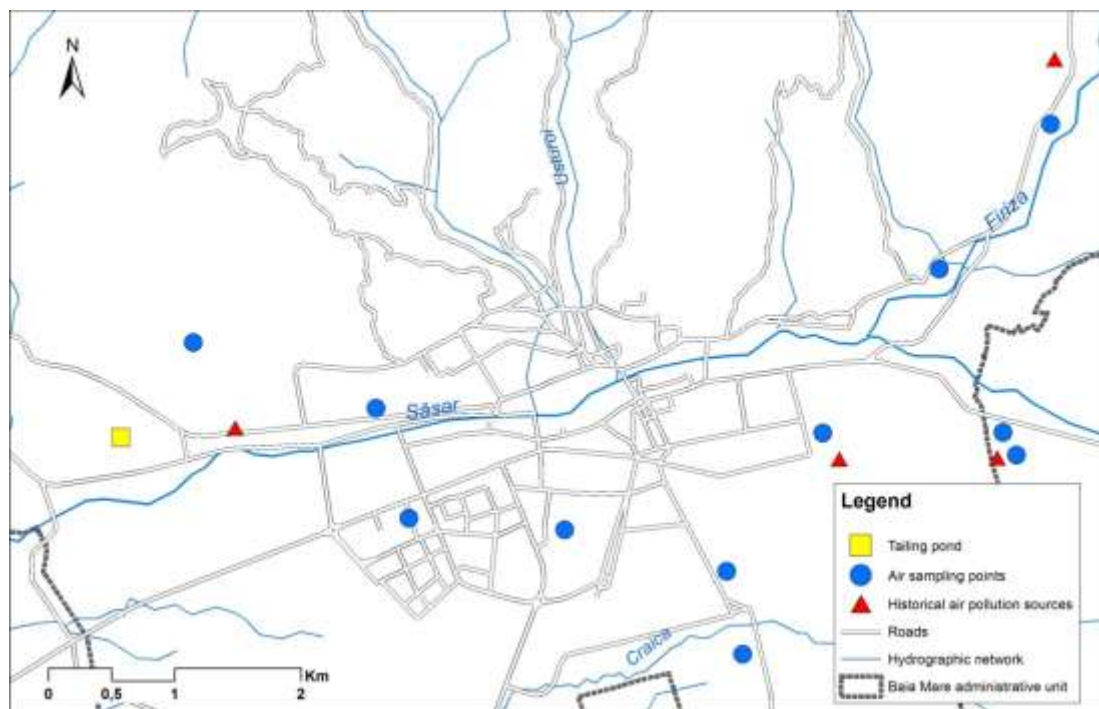 N
Usturoi
Firiza
Săsar
Craica
0 0,5 1 2 Km
Legend
Tailing pond
Air sampling points
Historical air pollution sources
Roads
Hydrographic network
Baia Mare administrative unit